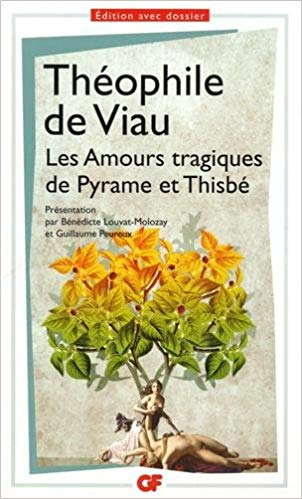 Édition avec dossier
Théophile
de Viau
Les Amours tragiques
de Pyrame et Thisbé
Présentation
par Bénédicte Louvat-Molozay
et Guillaume Peureux
GF